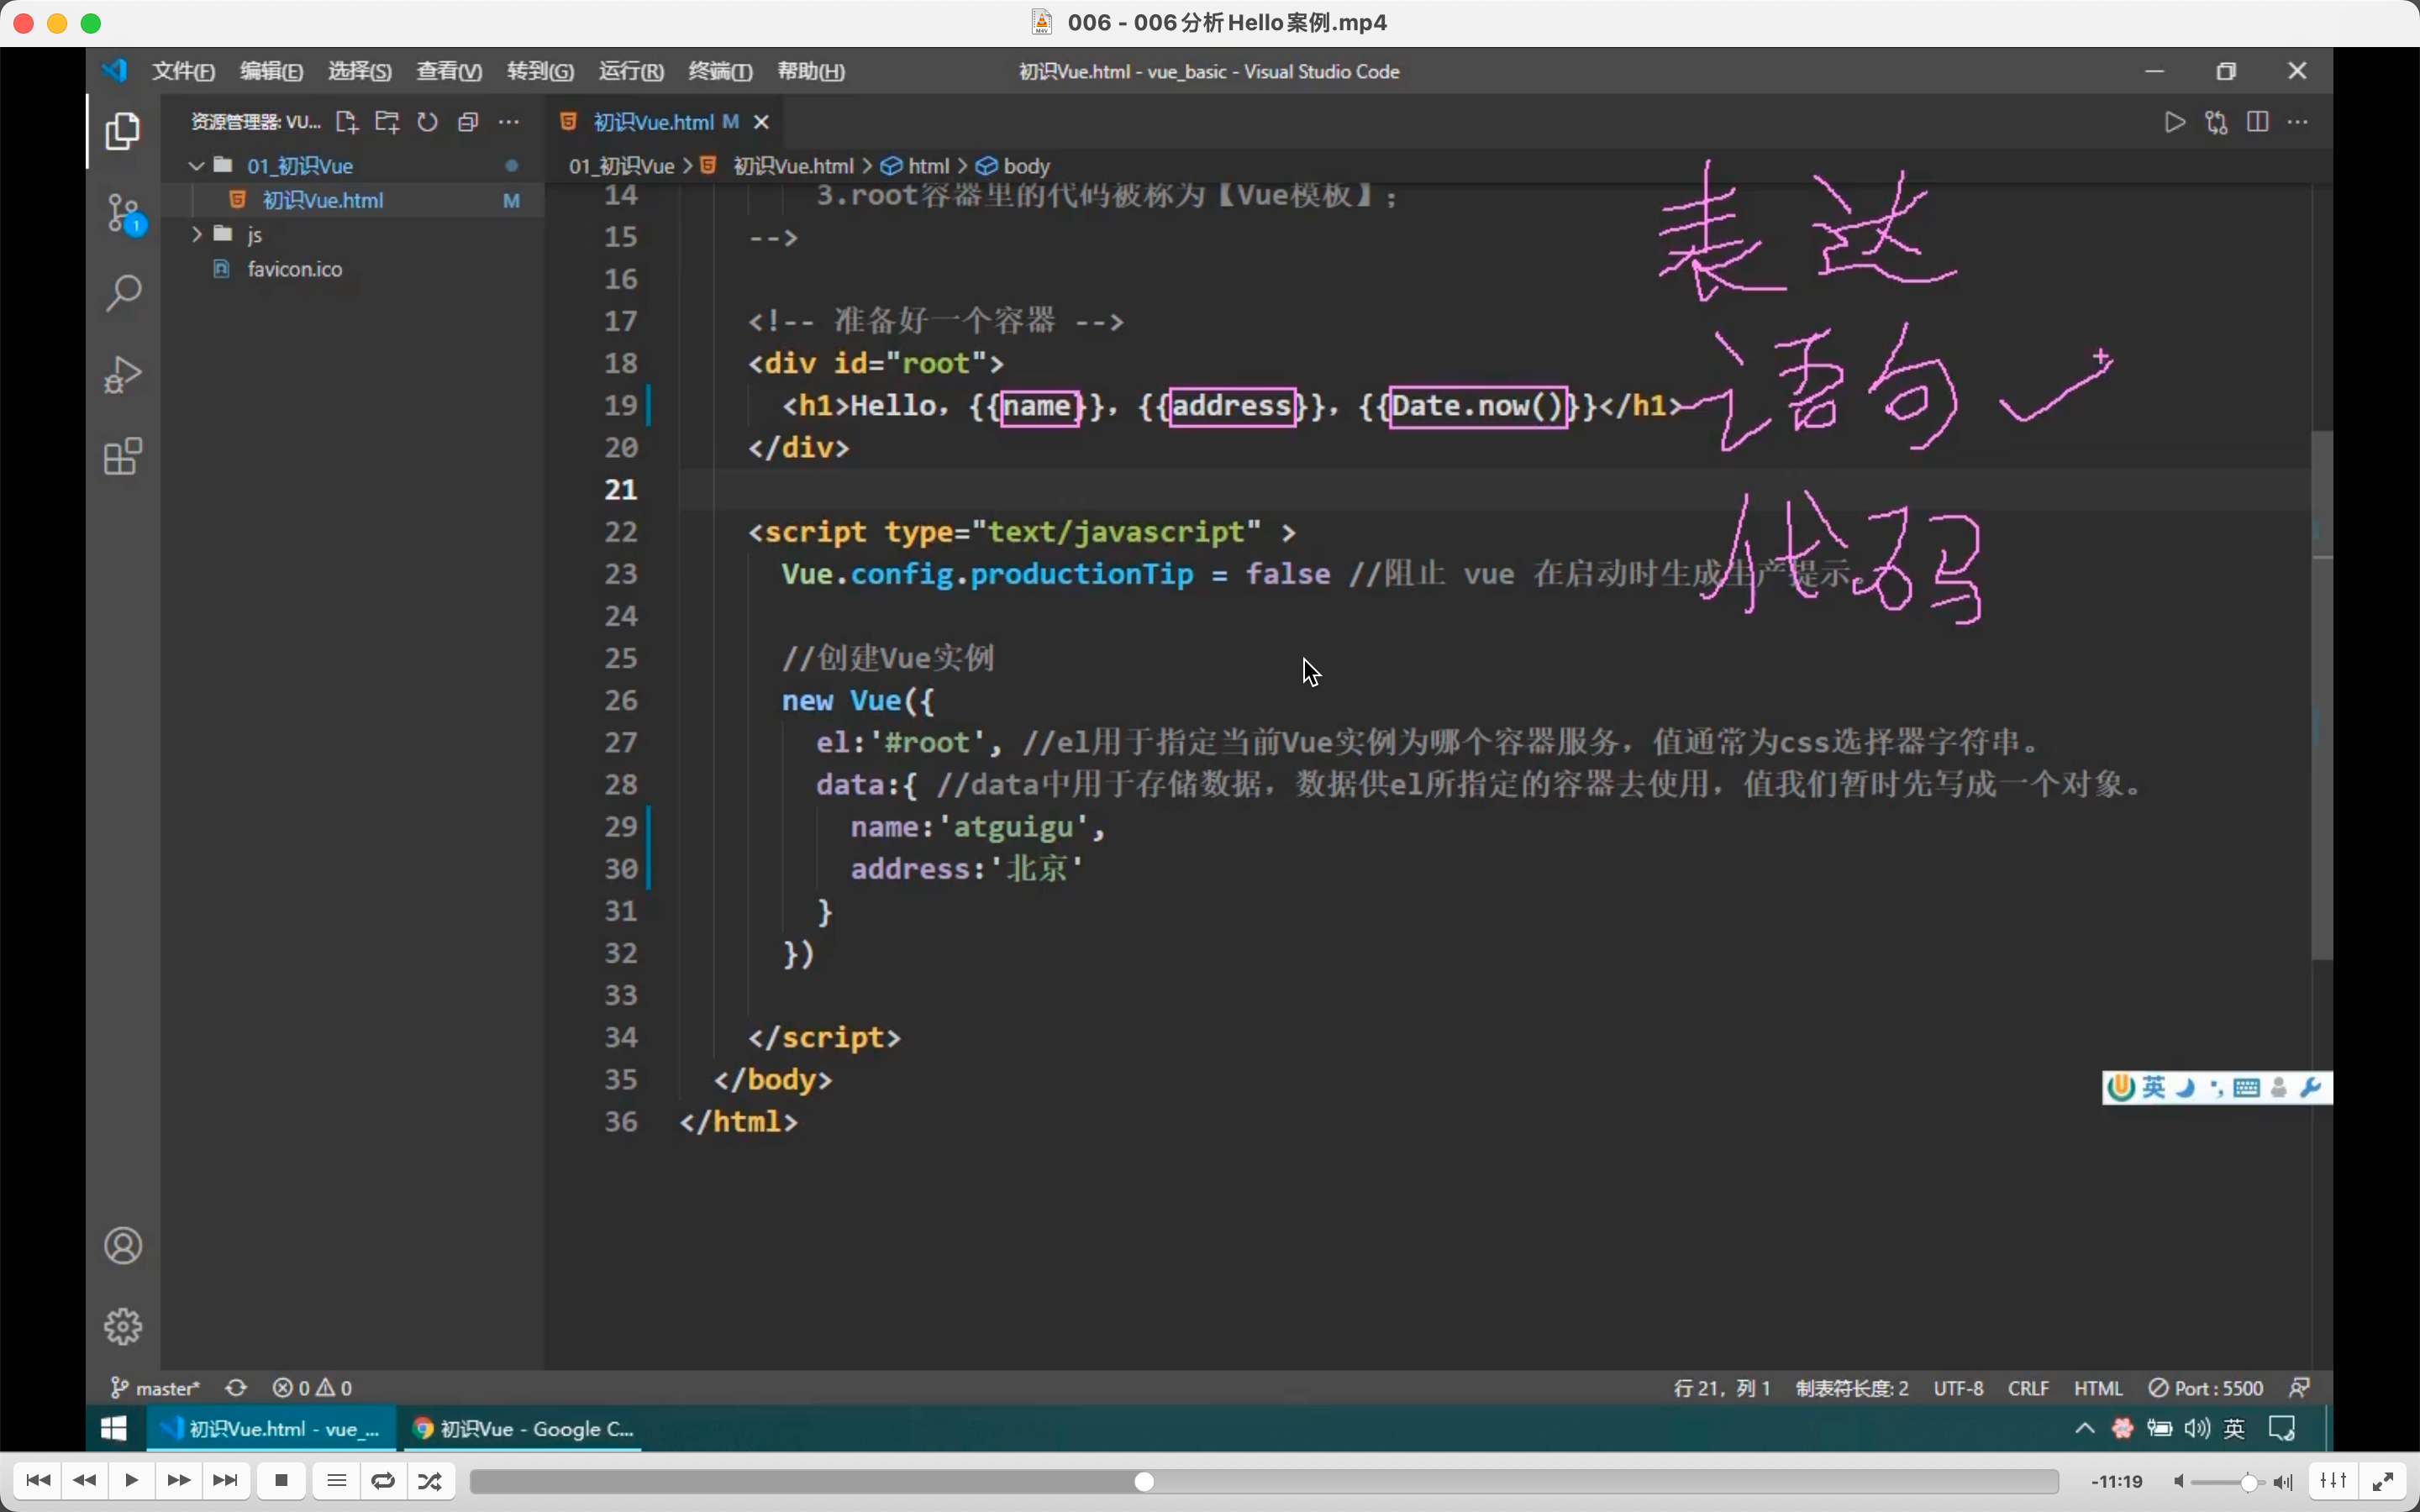 006 - 006分析Hello案例.mp4
文件(F) 编辑(E) 选择(S) 查看(V) 转到(G) 运行(R) 终端(T) 帮助(H)
初识Vue.html - vue_basic - Visual Studio Code
资源管理器: VU...
初识Vue.html M
01_初识Vue
初识Vue.html M
js
favicon.ico
1
01_初识Vue > 初识Vue.html > html > body
14 3.root容器里的代码被称为【Vue模板】;
15 -->
16
17 <!-- 准备好一个容器 -->
18 <div id="root">
19 <h1>Hello，{{name}}，{{address}}，{{Date.now()}}</h1>
20 </div>
21
22 <script type="text/javascript" >
23 Vue.config.productionTip = false //阻止 vue 在启动时生成生产提示。
24
25 //创建Vue实例
26 new Vue({
27 el:'#root', //el用于指定当前Vue实例为哪个容器服务，值通常为css选择器字符串。
28 data:{ //data中用于存储数据，数据供el所指定的容器去使用，值我们暂时先写成一个对象。
29 name:'atguigu',
30 address:'北京'
31 }
32 })
33
34 </script>
35 </body>
36 </html>
表达
语句
代码
英
master* 0 0
行 21，列 1 制表符长度: 2 UTF-8 CRLF HTML Port : 5500
初识Vue.html - vue_...
初识Vue - Google C...
英
-11:19